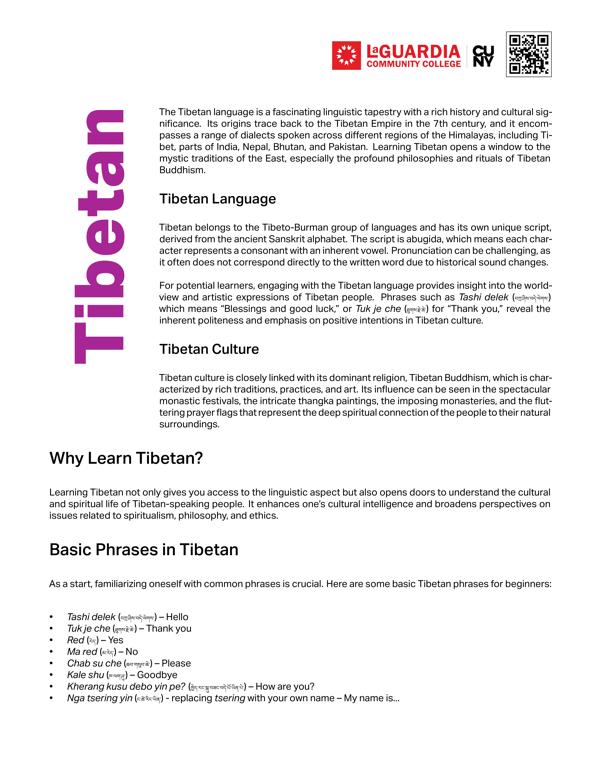 LAGUARDIA
COMMUNITY COLLEGE
CU
NY
Tibetan
The Tibetan language is a fascinating linguistic tapestry with a rich history and cultural sig-
nificance. Its origins trace back to the Tibetan Empire in the 7th century, and it encom-
passes a range of dialects spoken across different regions of the Himalayas, including Ti-
bet, parts of India, Nepal, Bhutan, and Pakistan. Learning Tibetan opens a window to the
mystic traditions of the East, especially the profound philosophies and rituals of Tibetan
Buddhism.
Tibetan Language
Tibetan belongs to the Tibeto-Burman group of languages and has its own unique script,
derived from the ancient Sanskrit alphabet. The script is abugida, which means each char-
acter represents a consonant with an inherent vowel. Pronunciation can be challenging, as
it often does not correspond directly to the written word due to historical sound changes.
For potential learners, engaging with the Tibetan language provides insight into the world-
view and artistic expressions of Tibetan people. Phrases such as Tashi delek (བཀྲ་ཤིས་བདེ་ལེགས)
which means “Blessings and good luck,” or Tuk je che (ཐུགས་རྗེ་ཆེ) for “Thank you,” reveal the
inherent politeness and emphasis on positive intentions in Tibetan culture.
Tibetan Culture
Tibetan culture is closely linked with its dominant religion, Tibetan Buddhism, which is char-
acterized by rich traditions, practices, and art. Its influence can be seen in the spectacular
monastic festivals, the intricate thangka paintings, the imposing monasteries, and the flut-
tering prayer flags that represent the deep spiritual connection of the people to their natural
surroundings.
Why Learn Tibetan?
Learning Tibetan not only gives you access to the linguistic aspect but also opens doors to understand the cultural
and spiritual life of Tibetan-speaking people. It enhances one’s cultural intelligence and broadens perspectives on
issues related to spiritualism, philosophy, and ethics.
Basic Phrases in Tibetan
As a start, familiarizing oneself with common phrases is crucial. Here are some basic Tibetan phrases for beginners:
• Tashi delek (བཀྲ་ཤིས་བདེ་ལེགས) – Hello
• Tuk je che (ཐུགས་རྗེ་ཆེ) – Thank you
• Red (རེད) – Yes
• Ma red (མ་རེད) – No
• Chab su che – Please
• Kale shu – Goodbye
• Kherang kusu debo yin pe? – How are you?
• Nga tsering yin (ང་ཚེ་རིང་ཡིན) - replacing tsering with your own name – My name is...